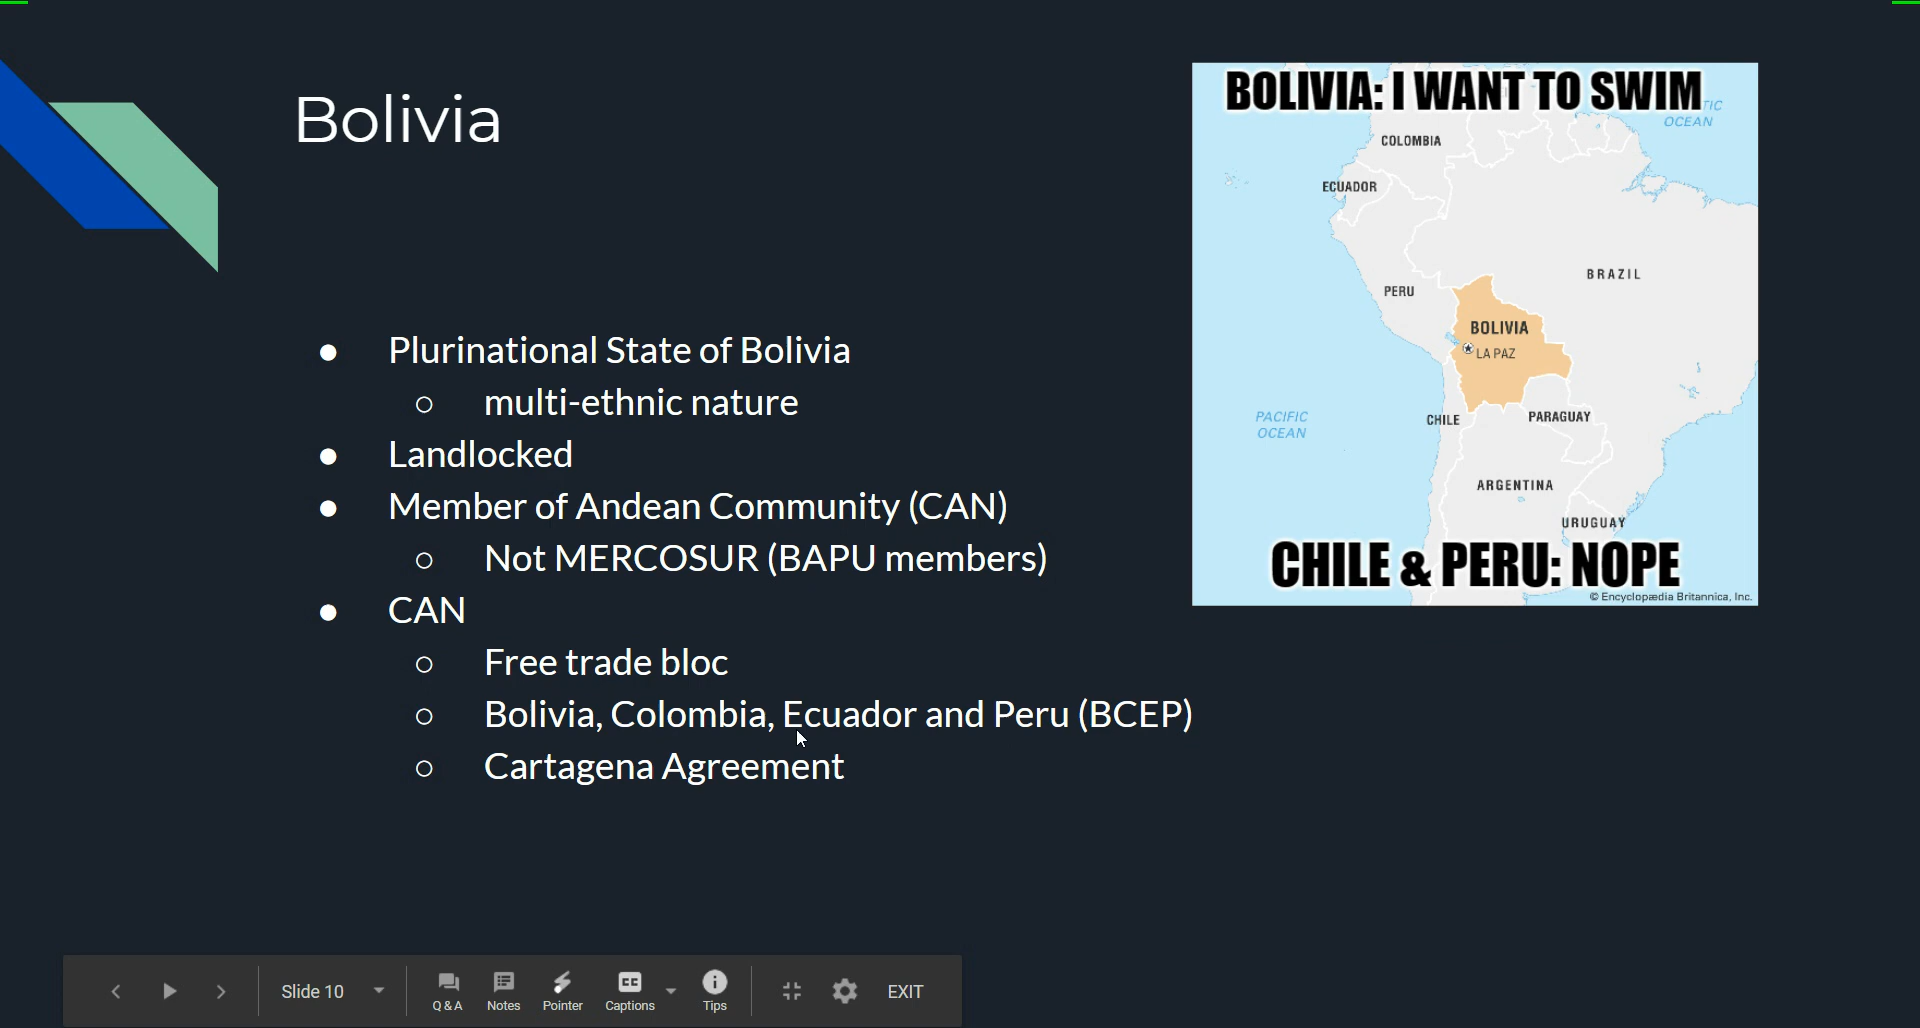 Bolivia
● Plurinational State of Bolivia
○ multi-ethnic nature
● Landlocked
● Member of Andean Community (CAN)
○ Not MERCOSUR (BAPU members)
● CAN
○ Free trade bloc
○ Bolivia, Colombia, Ecuador and Peru (BCEP)
○ Cartagena Agreement
BOLIVIA: I WANT TO SWIM
OCEAN
COLOMBIA
ECUADOR
BRAZIL
PERU
BOLIVIA
LA PAZ
PACIFIC
OCEAN
CHILE
PARAGUAY
ARGENTINA
URUGUAY
CHILE & PERU: NOPE
© Encyclopædia Britannica, Inc.
Slide 10
Q & A
Notes
Pointer
CC
Captions
Tips
EXIT